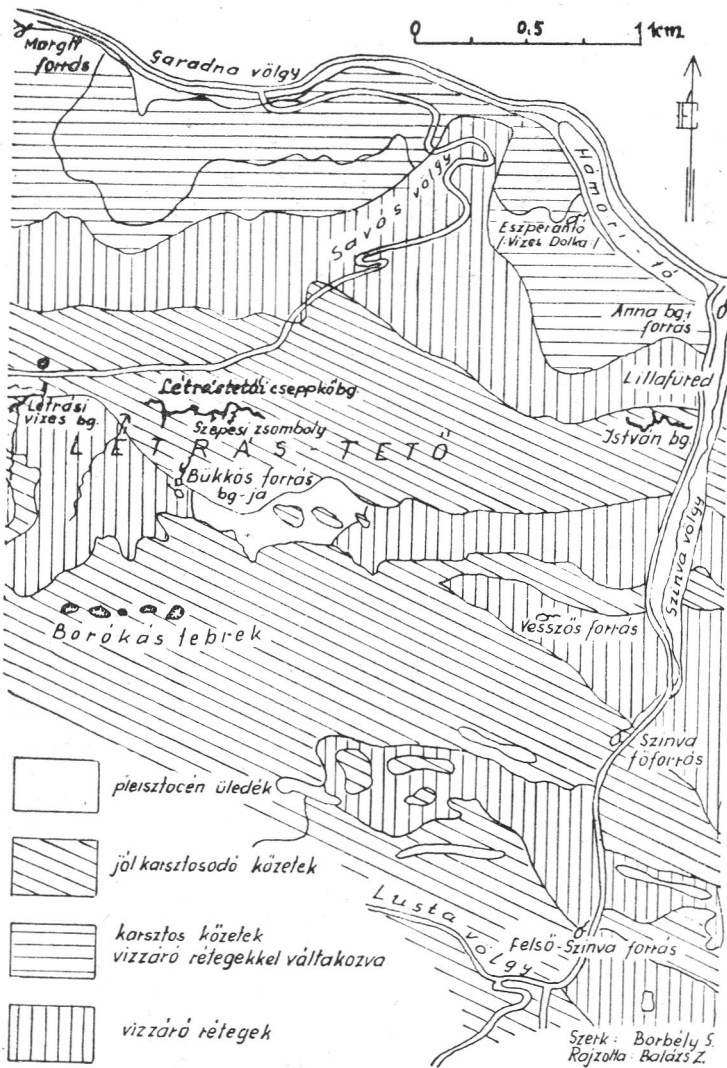 0 0.5 1 km
Margit
forrás
Garadna völgy
É
Hámori-tó
Savós völgy
Eszperantó
/Vizes Dolka/
Anna bg.,
forrás
Lillafüred
Létrástetői cseppkőbg.
Létrási
vizes bg.
Szepesi zsomboly
István bg.
LÉTRÁS-TETŐ
Bükkös forrás
bg-ja
Szinva völgy
Vesszős forrás
Borókás tebrek
Szinva
főforrás
pleisztocén üledék
jól karsztosodó kőzetek
Lusta völgy
karsztos kőzetek
vizzáró rétegekkel váltakozva
Felső-Szinva forrás
vizzáró rétegek
Szerk: Borbély S.
Rajzolta: Balázs Z.